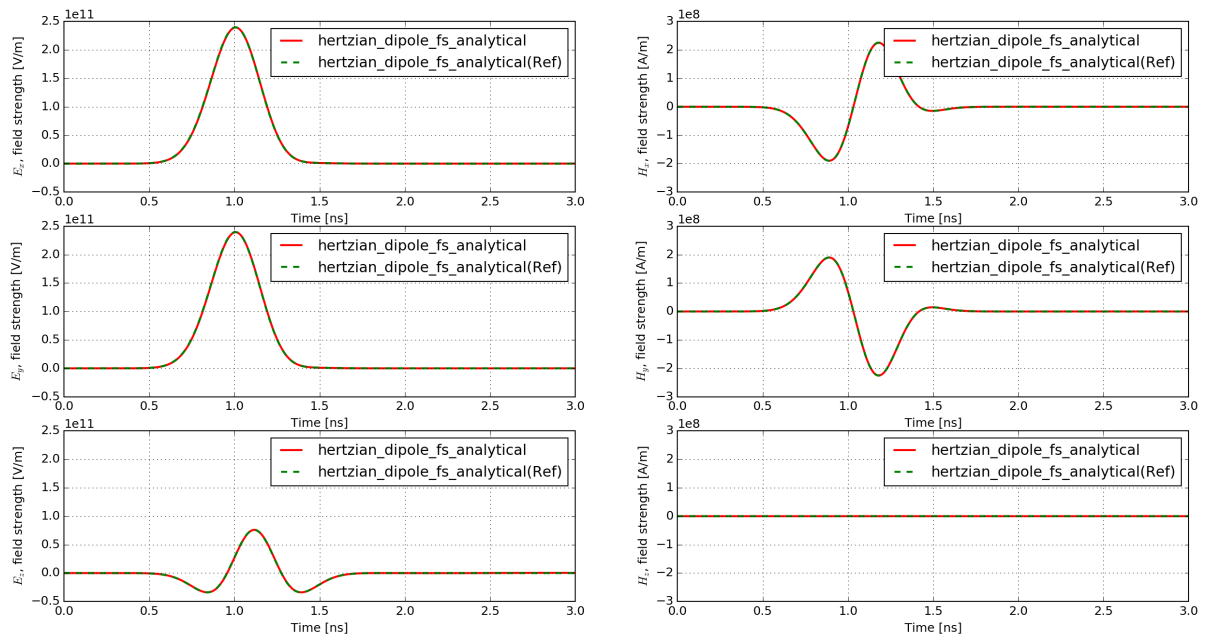 1e11
2.5
2.0
1.5
1.0
0.5
0.0
−0.5
E_x, field strength [V/m]
hertzian_dipole_fs_analytical
hertzian_dipole_fs_analytical(Ref)
0.0 0.5 1.0 1.5 2.0 2.5 3.0
Time [ns]
1e8
3
2
1
0
−1
−2
−3
H_x, field strength [A/m]
hertzian_dipole_fs_analytical
hertzian_dipole_fs_analytical(Ref)
0.0 0.5 1.0 1.5 2.0 2.5 3.0
Time [ns]
1e11
2.5
2.0
1.5
1.0
0.5
0.0
−0.5
E_y, field strength [V/m]
hertzian_dipole_fs_analytical
hertzian_dipole_fs_analytical(Ref)
0.0 0.5 1.0 1.5 2.0 2.5 3.0
Time [ns]
1e8
3
2
1
0
−1
−2
−3
H_y, field strength [A/m]
hertzian_dipole_fs_analytical
hertzian_dipole_fs_analytical(Ref)
0.0 0.5 1.0 1.5 2.0 2.5 3.0
Time [ns]
1e11
2.5
2.0
1.5
1.0
0.5
0.0
−0.5
E_z, field strength [V/m]
hertzian_dipole_fs_analytical
hertzian_dipole_fs_analytical(Ref)
0.0 0.5 1.0 1.5 2.0 2.5 3.0
Time [ns]
1e8
3
2
1
0
−1
−2
−3
H_z, field strength [A/m]
hertzian_dipole_fs_analytical
hertzian_dipole_fs_analytical(Ref)
0.0 0.5 1.0 1.5 2.0 2.5 3.0
Time [ns]